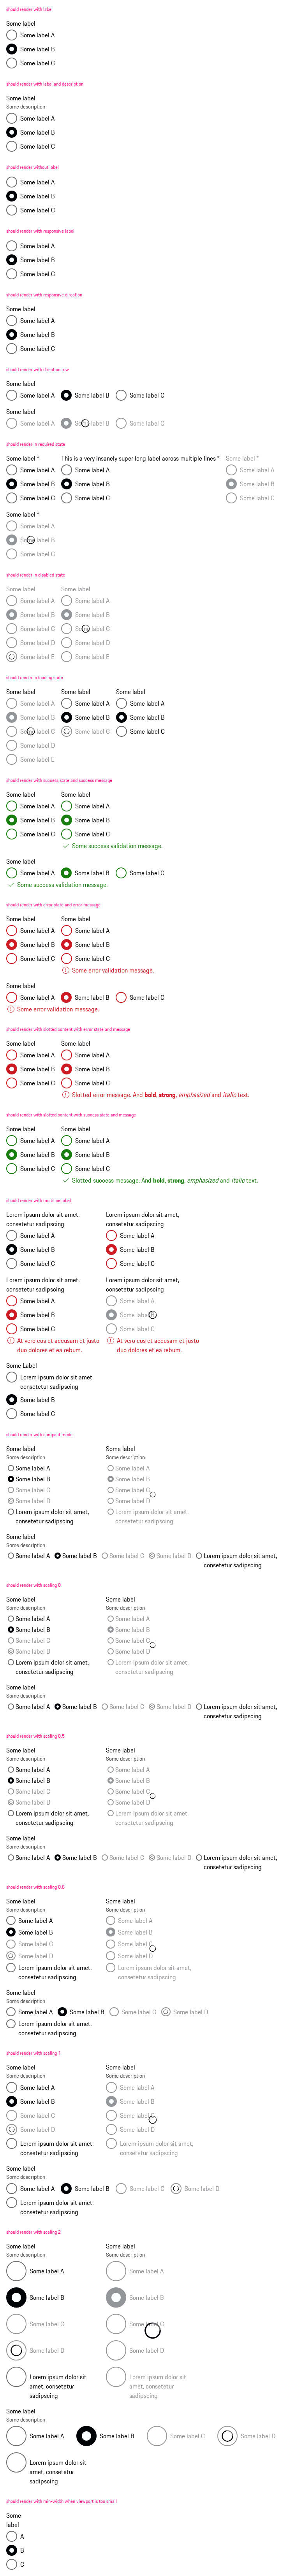 should render with label
Some label
Some label A
Some label B
Some label C
should render with label and description
Some label
Some description
Some label A
Some label B
Some label C
should render without label
Some label A
Some label B
Some label C
should render with responsive label
Some label A
Some label B
Some label C
should render with responsive direction
Some label
Some label A
Some label B
Some label C
should render with direction row
Some label
Some label A Some label B Some label C
Some label
Some label A Some label B Some label C
should render in required state
Some label * This is a very insanely super long label across multiple lines * Some label *
Some label A Some label A Some label A
Some label B Some label B Some label B
Some label C Some label C Some label C
Some label *
Some label A
Some label B
Some label C
should render in disabled state
Some label Some label
Some label A Some label A
Some label B Some label B
Some label C Some label C
Some label D Some label D
Some label E Some label E
should render in loading state
Some label Some label Some label
Some label A Some label A Some label A
Some label B Some label B Some label B
Some label C Some label C Some label C
Some label D
Some label E
should render with success state and success message
Some label Some label
Some label A Some label A
Some label B Some label B
Some label C Some label C
Some success validation message.
Some label
Some label A Some label B Some label C
Some success validation message.
should render with error state and error message
Some label Some label
Some label A Some label A
Some label B Some label B
Some label C Some label C
Some error validation message.
Some label
Some label A Some label B Some label C
Some error validation message.
should render with slotted content with error state and message
Some label Some label
Some label A Some label A
Some label B Some label B
Some label C Some label C
Slotted error message. And bold, strong, emphasized and italic text.
should render with slotted content with success state and message
Some label Some label
Some label A Some label A
Some label B Some label B
Some label C Some label C
Slotted success message. And bold, strong, emphasized and italic text.
should render with multiline label
Lorem ipsum dolor sit amet, Lorem ipsum dolor sit amet,
consetetur sadipscing consetetur sadipscing
Some label A Some label A
Some label B Some label B
Some label C Some label C
Lorem ipsum dolor sit amet, Lorem ipsum dolor sit amet,
consetetur sadipscing consetetur sadipscing
Some label A Some label A
Some label B Some label B
Some label C Some label C
At vero eos et accusam et justo At vero eos et accusam et justo
duo dolores et ea rebum. duo dolores et ea rebum.
Some Label
Lorem ipsum dolor sit amet,
consetetur sadipscing
Some label B
Some label C
should render with compact mode
Some label Some label
Some description Some description
Some label A Some label A
Some label B Some label B
Some label C Some label C
Some label D Some label D
Lorem ipsum dolor sit amet, Lorem ipsum dolor sit amet,
consetetur sadipscing consetetur sadipscing
Some label
Some description
Some label A Some label B Some label C Some label D Lorem ipsum dolor sit amet,
consetetur sadipscing
should render with scaling 0
Some label Some label
Some description Some description
Some label A Some label A
Some label B Some label B
Some label C Some label C
Some label D Some label D
Lorem ipsum dolor sit amet, Lorem ipsum dolor sit amet,
consetetur sadipscing consetetur sadipscing
Some label
Some description
Some label A Some label B Some label C Some label D Lorem ipsum dolor sit amet,
consetetur sadipscing
should render with scaling 0.5
Some label Some label
Some description Some description
Some label A Some label A
Some label B Some label B
Some label C Some label C
Some label D Some label D
Lorem ipsum dolor sit amet, Lorem ipsum dolor sit amet,
consetetur sadipscing consetetur sadipscing
Some label
Some description
Some label A Some label B Some label C Some label D Lorem ipsum dolor sit amet,
consetetur sadipscing
should render with scaling 0.8
Some label Some label
Some description Some description
Some label A Some label A
Some label B Some label B
Some label C Some label C
Some label D Some label D
Lorem ipsum dolor sit amet, Lorem ipsum dolor sit amet,
consetetur sadipscing consetetur sadipscing
Some label
Some description
Some label A Some label B Some label C Some label D
Lorem ipsum dolor sit amet,
consetetur sadipscing
should render with scaling 1
Some label Some label
Some description Some description
Some label A Some label A
Some label B Some label B
Some label C Some label C
Some label D Some label D
Lorem ipsum dolor sit amet, Lorem ipsum dolor sit amet,
consetetur sadipscing consetetur sadipscing
Some label
Some description
Some label A Some label B Some label C Some label D
Lorem ipsum dolor sit amet,
consetetur sadipscing
should render with scaling 2
Some label Some label
Some description Some description
Some label A Some label A
Some label B Some label B
Some label C Some label C
Some label D Some label D
Lorem ipsum dolor sit Lorem ipsum dolor sit
amet, consetetur amet, consetetur
sadipscing sadipscing
Some label
Some description
Some label A Some label B Some label C Some label D
Lorem ipsum dolor sit
amet, consetetur
sadipscing
should render with min-width when viewport is too small
Some
label
A
B
C